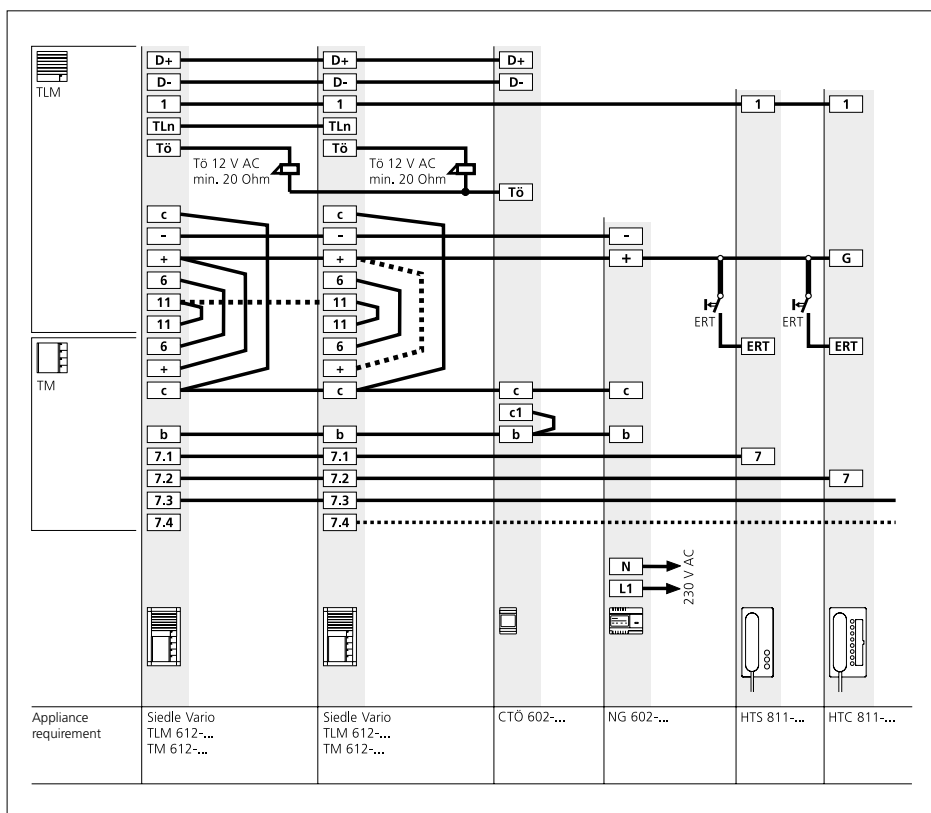 TLM
D+ D+ D+
D- D- D-
1 1 1 1
TLn TLn
Tö Tö
Tö 12 V AC
min. 20 Ohm
Tö 12 V AC
min. 20 Ohm
Tö
c c
- - -
+ + + G
6 6
11 11
ERT ERT
11 11
6 6 ERT ERT
TM
+ +
c c c c
c1
b b b b
7.1 7.1 7
7.2 7.2 7
7.3 7.3
7.4 7.4
N
L1
230 V AC
Appliance
requirement
Siedle Vario
TLM 612-...
TM 612-...
Siedle Vario
TLM 612-...
TM 612-...
CTÖ 602-...
NG 602-...
HTS 811-...
HTC 811-...